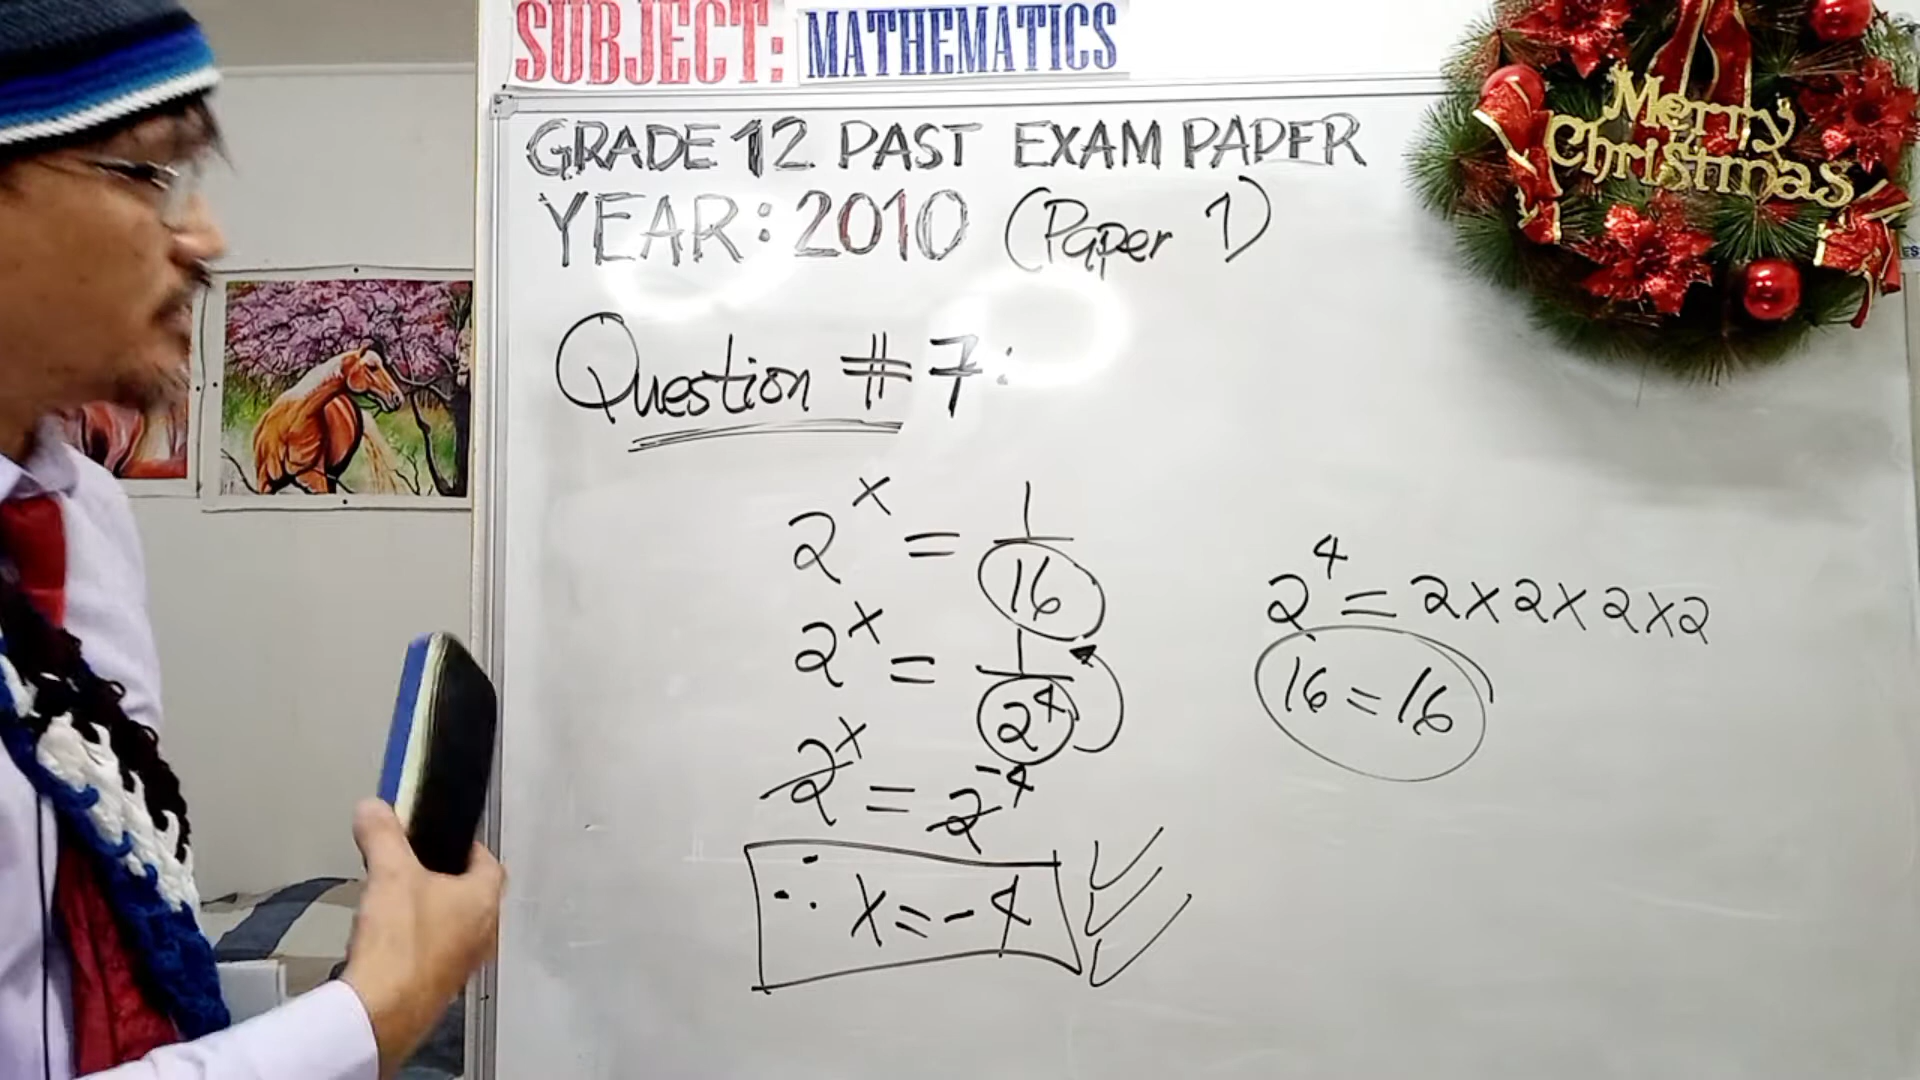 SUBJECT: MATHEMATICS
GRADE 12 PAST EXAM PAPER
YEAR: 2010 (Paper 1)
Question # 7:
2^x = 1/16
2^x = 1/2^4
2^x = 2^-4
∴ x = -4
2^4 = 2×2×2×2
16 = 16
Merry
Christmas